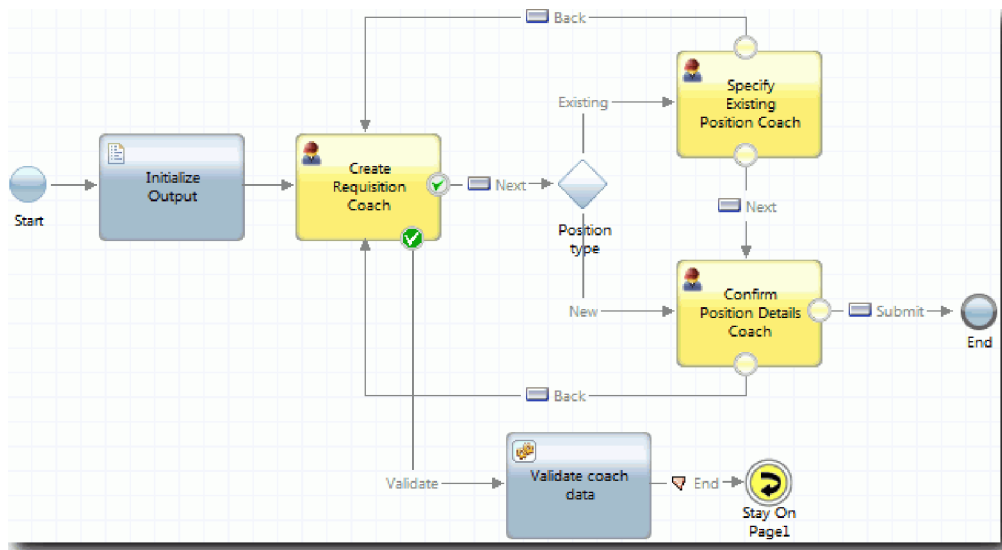 Back
Specify
Existing
Position Coach
Existing
Create
Requisition
Coach
Initialize
Output
Next
Start
Next
Position
type
Confirm
Position Details
Coach
New
Submit
End
Back
Validate coach
data
Validate
End
Stay On
Page1